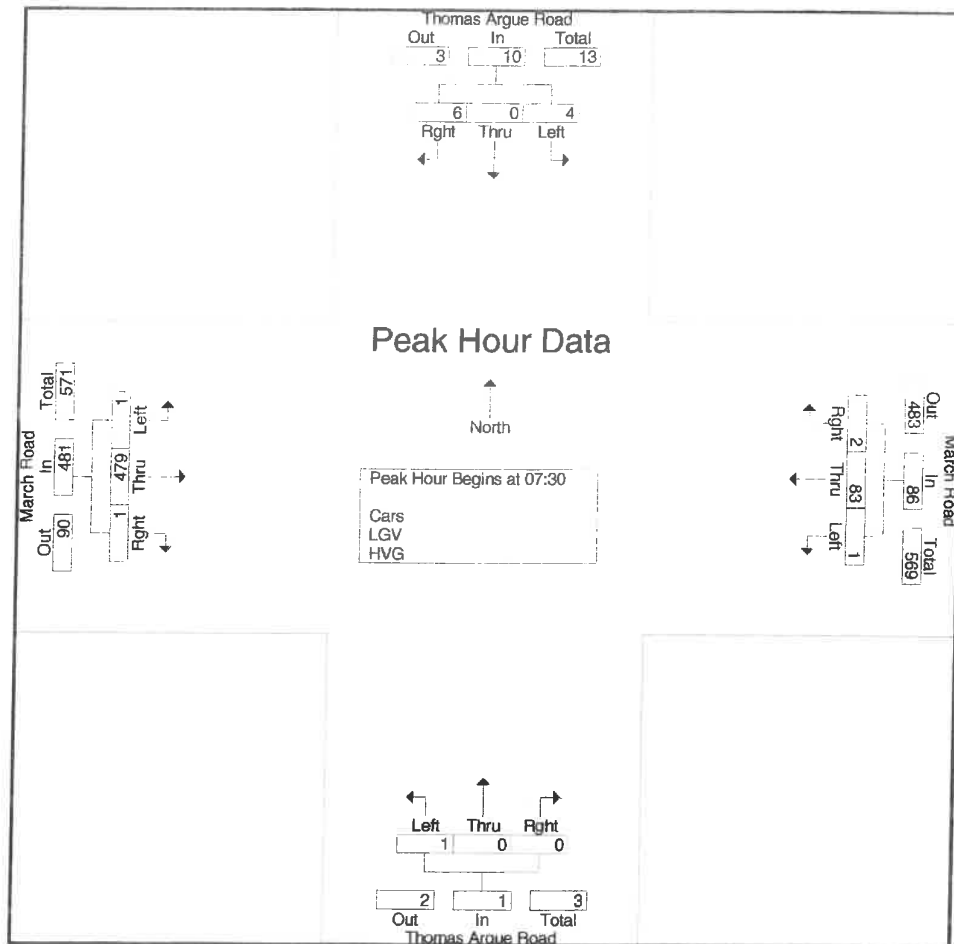 Thomas Argue Road
Out In Total
3 10 13
6 0 4
Rght Thru Left
Peak Hour Data
North
Peak Hour Begins at 07:30
Cars
LGV
HVG
March Road
Out In Total
90 481 571
Rght Thru Left
1 479 1
March Road
Out In Total
483 86 569
Rght Thru Left
2 83 1
Left Thru Rght
1 0 0
2 1 3
Out In Total
Thomas Argue Road